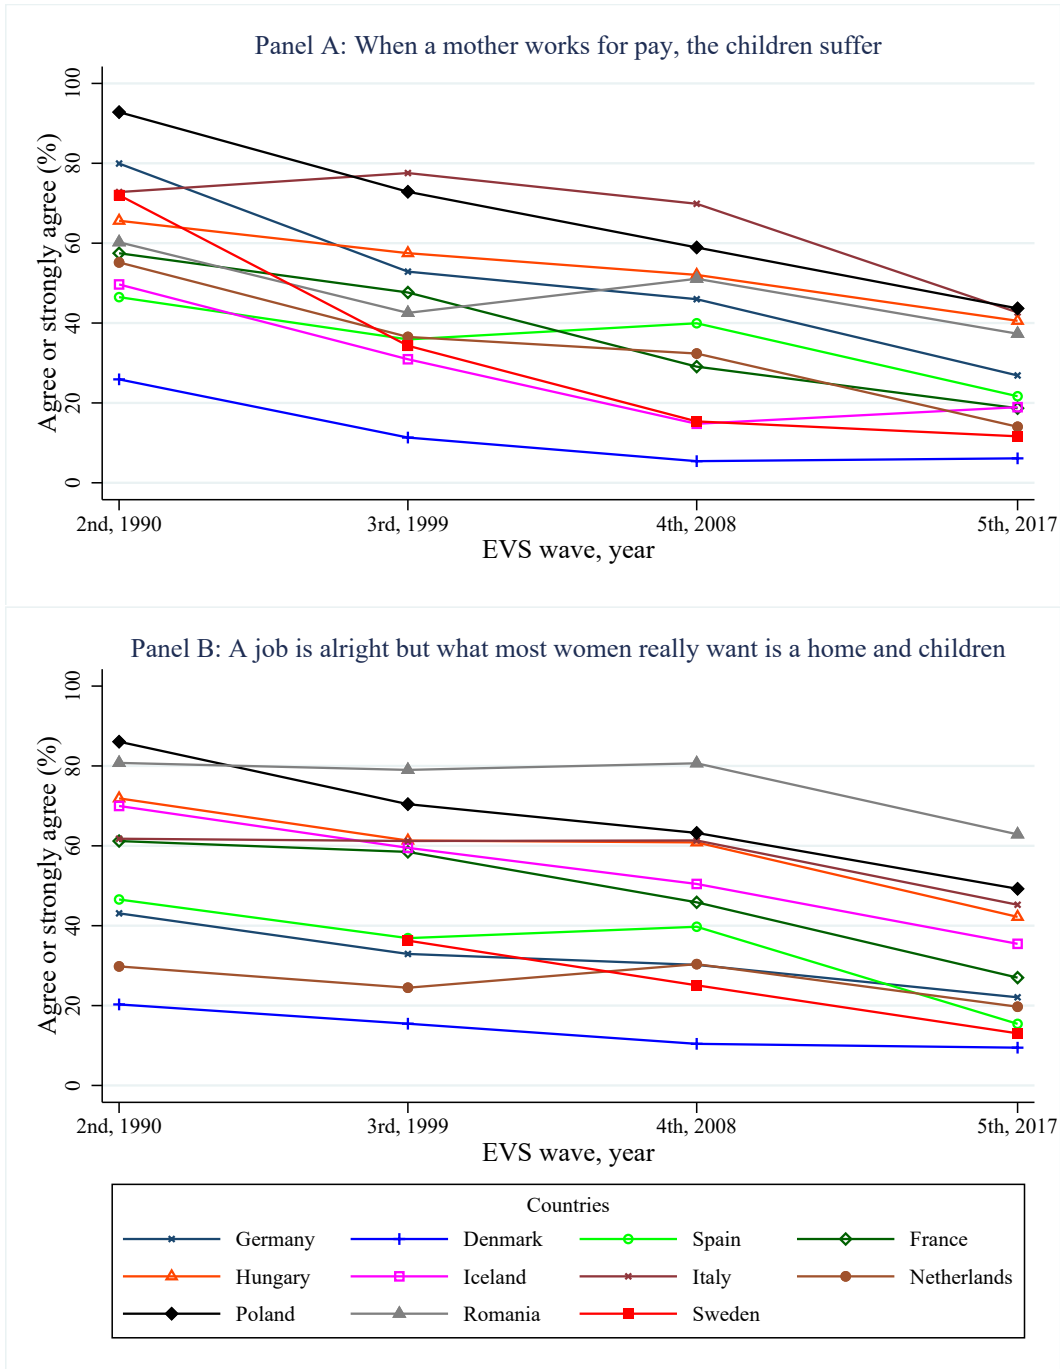 Panel A: When a mother works for pay, the children suffer
Agree or strongly agree (%)
100
80
60
40
20
0
2nd, 1990 3rd, 1999 4th, 2008 5th, 2017
EVS wave, year
Panel B: A job is alright but what most women really want is a home and children
Agree or strongly agree (%)
100
80
60
40
20
0
2nd, 1990 3rd, 1999 4th, 2008 5th, 2017
EVS wave, year
Countries
Germany Denmark Spain France
Hungary Iceland Italy Netherlands
Poland Romania Sweden